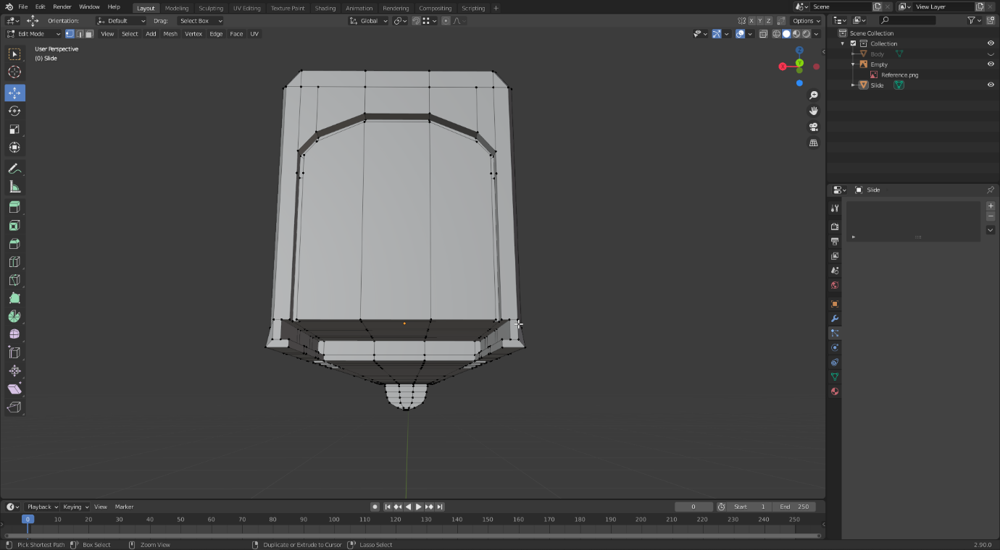 File Edit Render Window Help Layout Modeling Sculpting UV Editing Texture Paint Shading Animation Rendering Compositing Scripting + Scene View Layer
Orientation: Default Drag: Select Box Global X Y Z Options
Edit Mode View Select Add Mesh Vertex Edge Face UV
User Perspective
(0) Slide
Z
Y
X
Scene Collection
Collection
Body
Empty
Reference.png
Slide
Slide
Playback Keying View Marker 0 Start 1 End 250
0 10 20 30 40 50 60 70 80 90 100 110 120 130 140 150 160 170 180 190 200 210 220 230 240 250
Pick Shortest Path Box Select Zoom View Duplicate or Extrude to Cursor Lasso Select 2.90.0